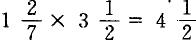 1 2/7 × 3 1/2 = 4 1/2